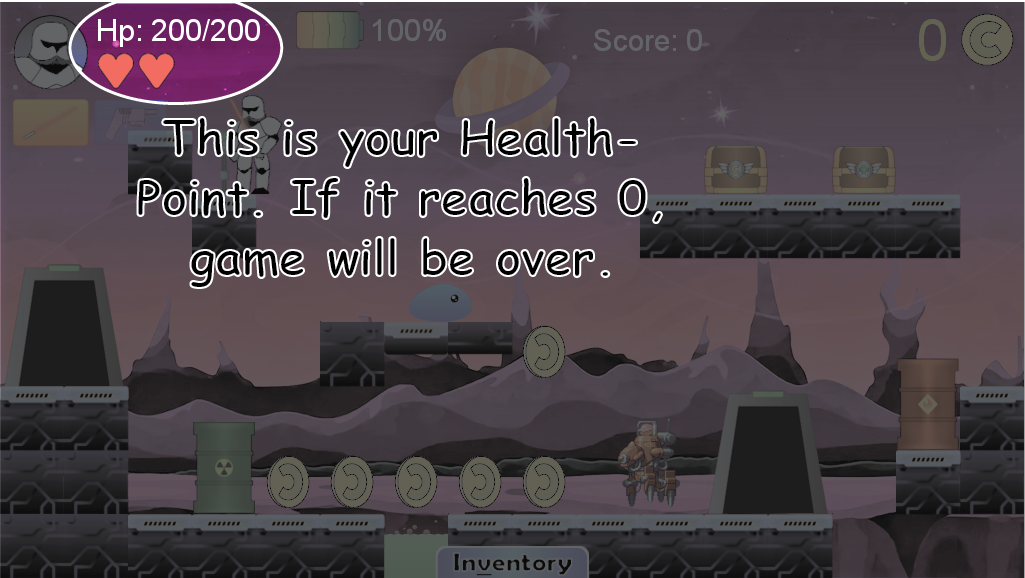 Hp: 200/200
100%
Score: 0
0
This is your Health-
Point. If it reaches 0,
game will be over.
Inventory